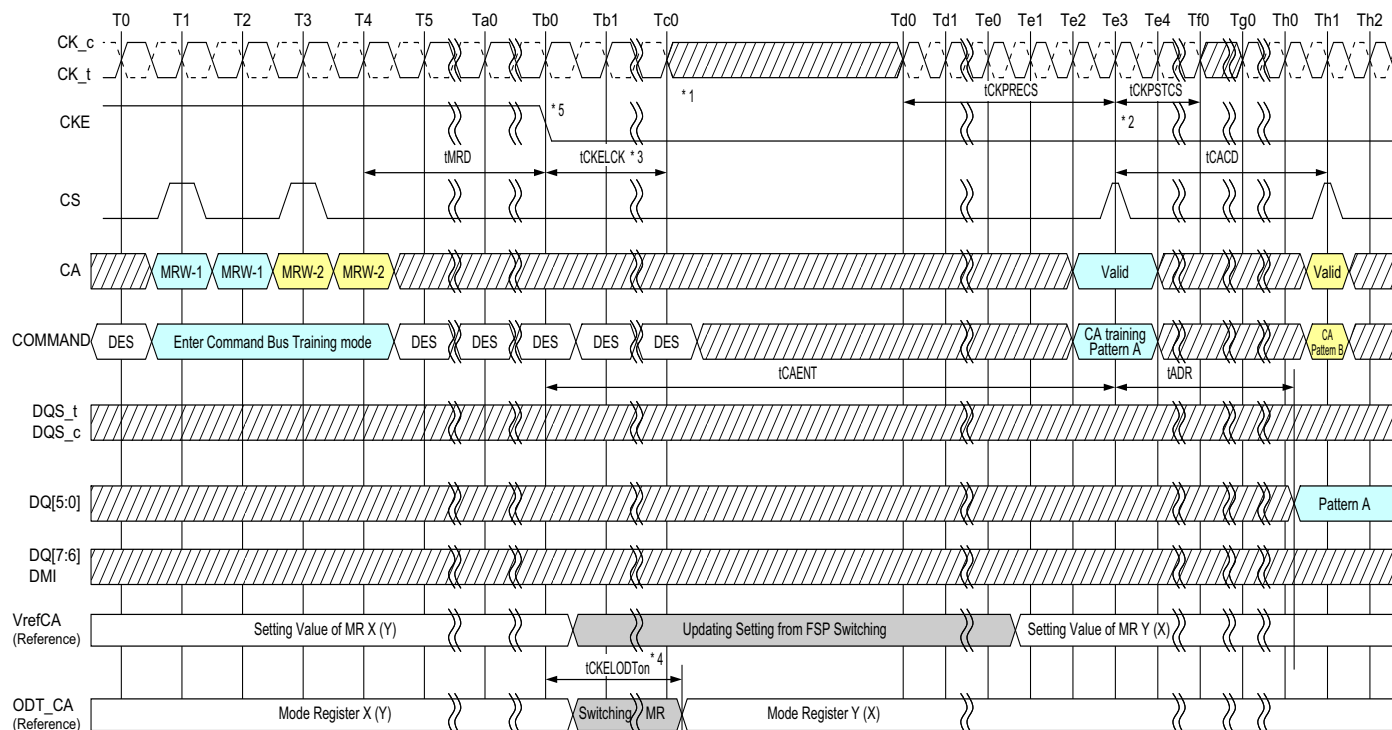 T0 T1 T2 T3 T4 T5 Ta0 Tb0 Tb1 Tc0 Td0 Td1 Te0 Te1 Te2 Te3 Te4 Tf0 Tg0 Th0 Th1 Th2
CK_c
CK_t
* 1
tCKPRECS
tCKPSTCS
* 5
CKE
* 2
tMRD
tCKELCK * 3
tCACD
CS
CA
MRW-1 MRW-1 MRW-2 MRW-2 Valid Valid
COMMAND
DES Enter Command Bus Training mode DES DES DES DES DES
CA training
Pattern A
CA
Pattern B
tCAENT
tADR
DQS_t
DQS_c
DQ[5:0]
Pattern A
DQ[7:6]
DMI
VrefCA
(Reference)
Setting Value of MR X (Y) Updating Setting from FSP Switching Setting Value of MR Y (X)
tCKELODTon * 4
ODT_CA
(Reference)
Mode Register X (Y) Switching MR Mode Register Y (X)